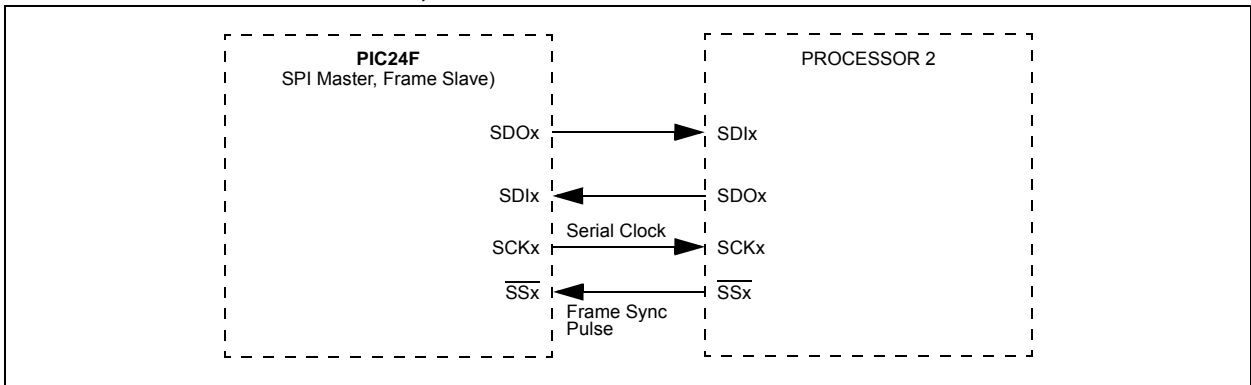 PIC24F
SPI Master, Frame Slave)
PROCESSOR 2
SDOx
SDIx
SDIx
SDOx
Serial Clock
SCKx
SCKx
SSx
SSx
Frame Sync
Pulse